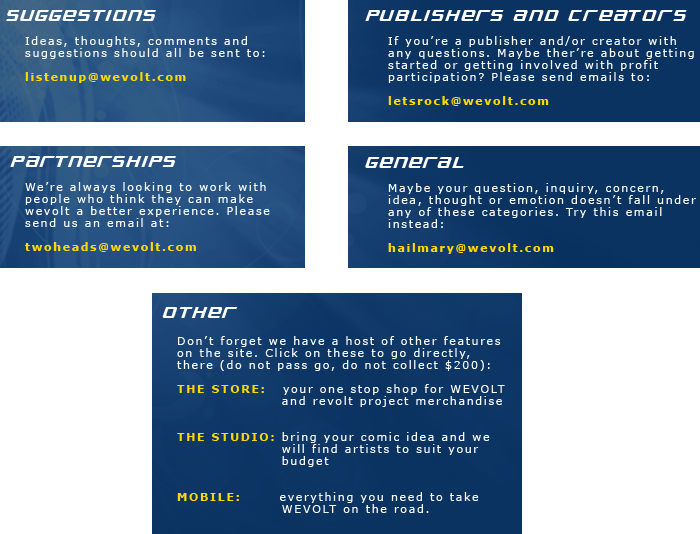 SUGGESTIONS
Ideas, thoughts, comments and
suggestions should all be sent to:
listenup@wevolt.com
PUBLISHERS AND CREATORS
If you're a publisher and/or creator with
any questions. Maybe ther're about getting
started or getting involved with profit
participation? Please send emails to:
letsrock@wevolt.com
PARTNERSHIPS
We're always looking to work with
people who think they can make
wevolt a better experience. Please
send us an email at:
twoheads@wevolt.com
GENERAL
Maybe your question, inquiry, concern,
idea, thought or emotion doesn't fall under
any of these categories. Try this email
instead:
hailmary@wevolt.com
OTHER
Don't forget we have a host of other features
on the site. Click on these to go directly,
there (do not pass go, do not collect $200):
THE STORE: your one stop shop for WEVOLT
and revolt project merchandise
THE STUDIO: bring your comic idea and we
will find artists to suit your
budget
MOBILE: everything you need to take
WEVOLT on the road.